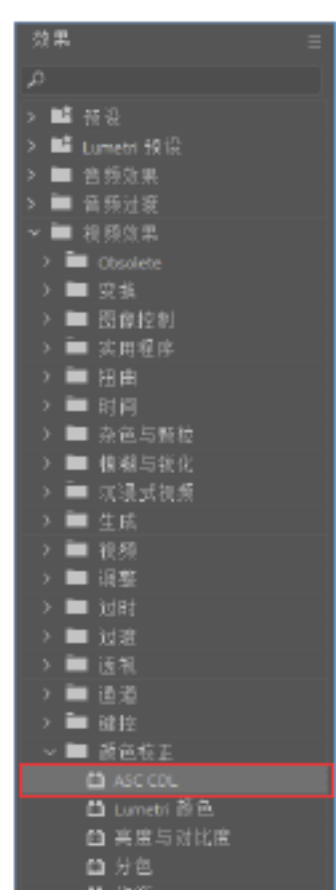 效果
预设
Lumetri 预设
音频效果
音频过渡
视频效果
Obsolete
变换
图像控制
实用程序
扭曲
时间
杂色与颗粒
模糊与锐化
沉浸式视频
生成
视频
调整
过时
过渡
透视
通道
键控
颜色校正
ASC CDL
Lumetri 颜色
亮度与对比度
分色